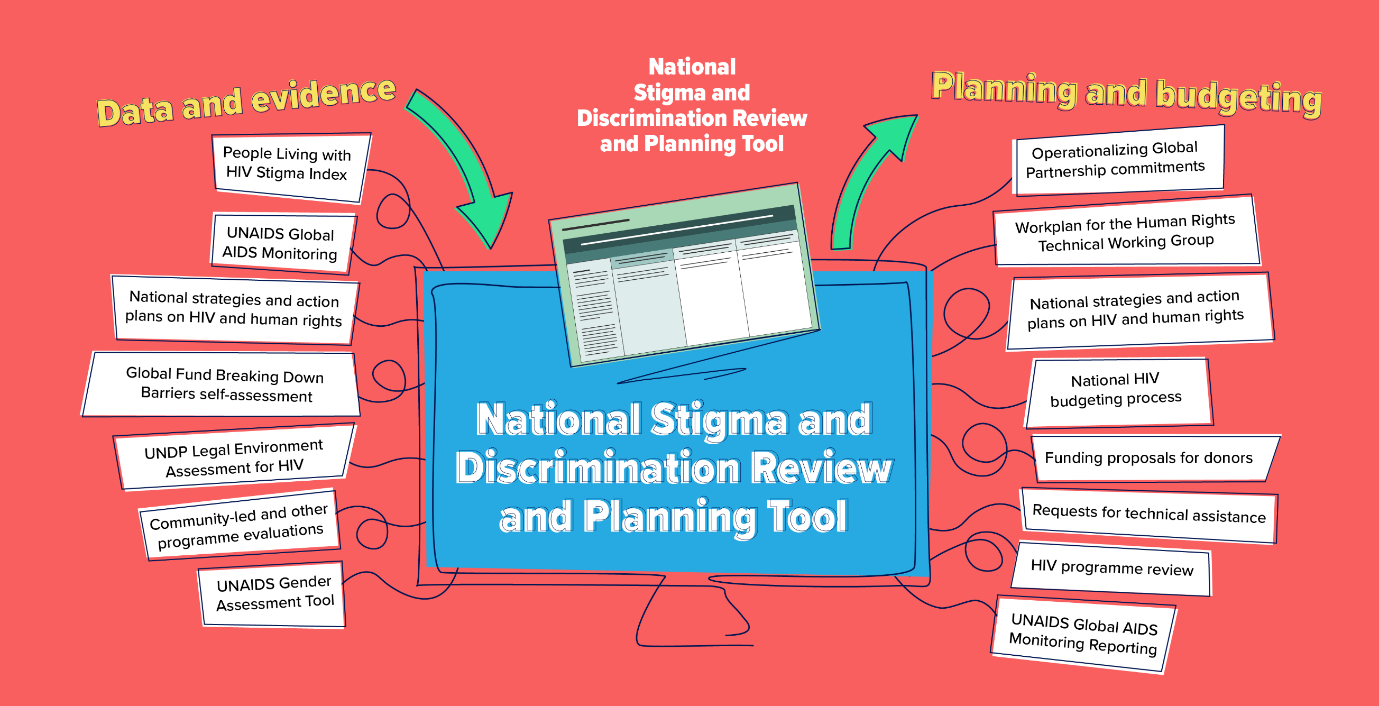 Data and evidence
People Living with
HIV Stigma Index
UNAIDS Global
AIDS Monitoring
National strategies and action
plans on HIV and human rights
Global Fund Breaking Down
Barriers self-assessment
UNDP Legal Environment
Assessment for HIV
Community-led and other
programme evaluations
UNAIDS Gender
Assessment Tool
National
Stigma and
Discrimination Review
and Planning Tool
National Stigma and
Discrimination Review
and Planning Tool
Planning and budgeting
Operationalizing Global
Partnership commitments
Workplan for the Human Rights
Technical Working Group
National strategies and action
plans on HIV and human rights
National HIV
budgeting process
Funding proposals for donors
Requests for technical assistance
HIV programme review
UNAIDS Global AIDS
Monitoring Reporting